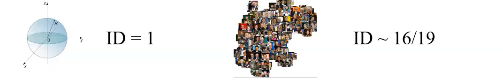 ID = 1
ID ~ 16/19